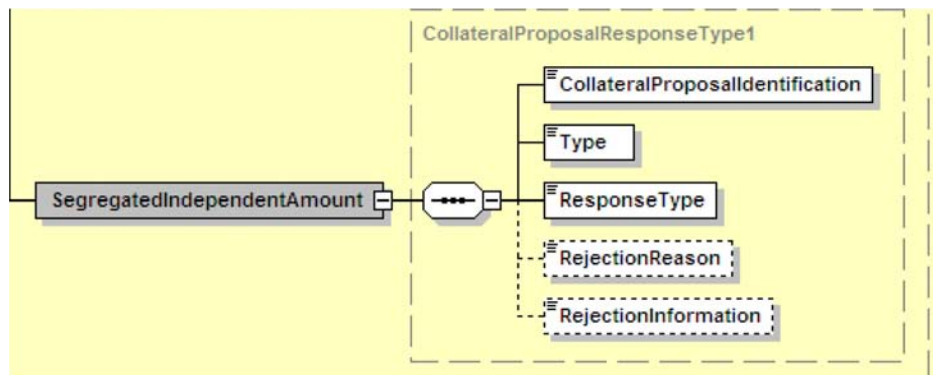 CollateralProposalResponseType1
CollateralProposalIdentification
Type
SegregatedIndependentAmount
ResponseType
RejectionReason
RejectionInformation